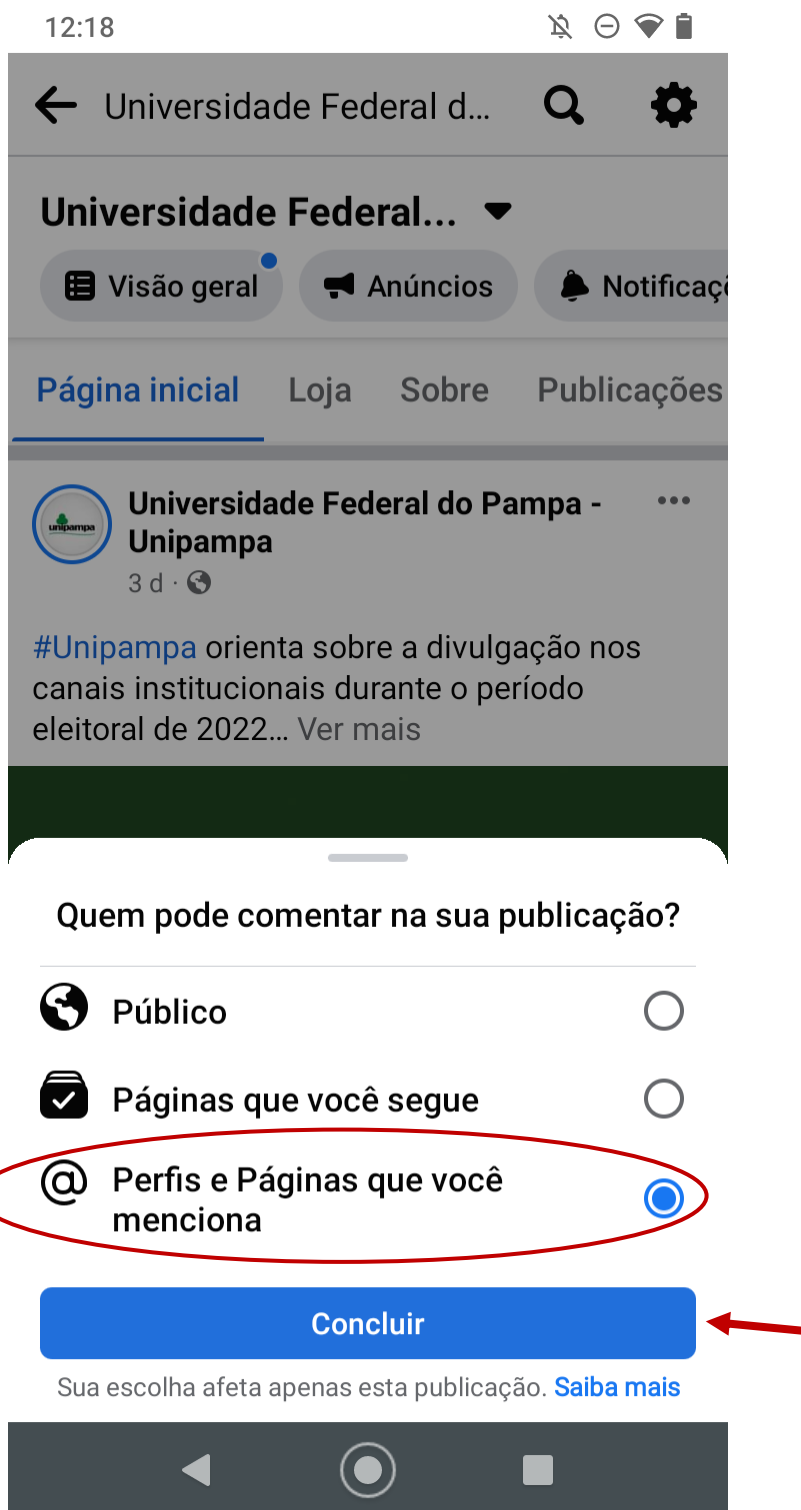 12:18
Universidade Federal d...
Universidade Federal...
Visão geral
Anúncios
Notificaçõ
Página inicial
Loja
Sobre
Publicações
unipampa
Universidade Federal do Pampa -
Unipampa
3 d ·
#Unipampa orienta sobre a divulgação nos
canais institucionais durante o período
eleitoral de 2022... Ver mais
Quem pode comentar na sua publicação?
Público
Páginas que você segue
@ Perfis e Páginas que você
menciona
Concluir
Sua escolha afeta apenas esta publicação. Saiba mais